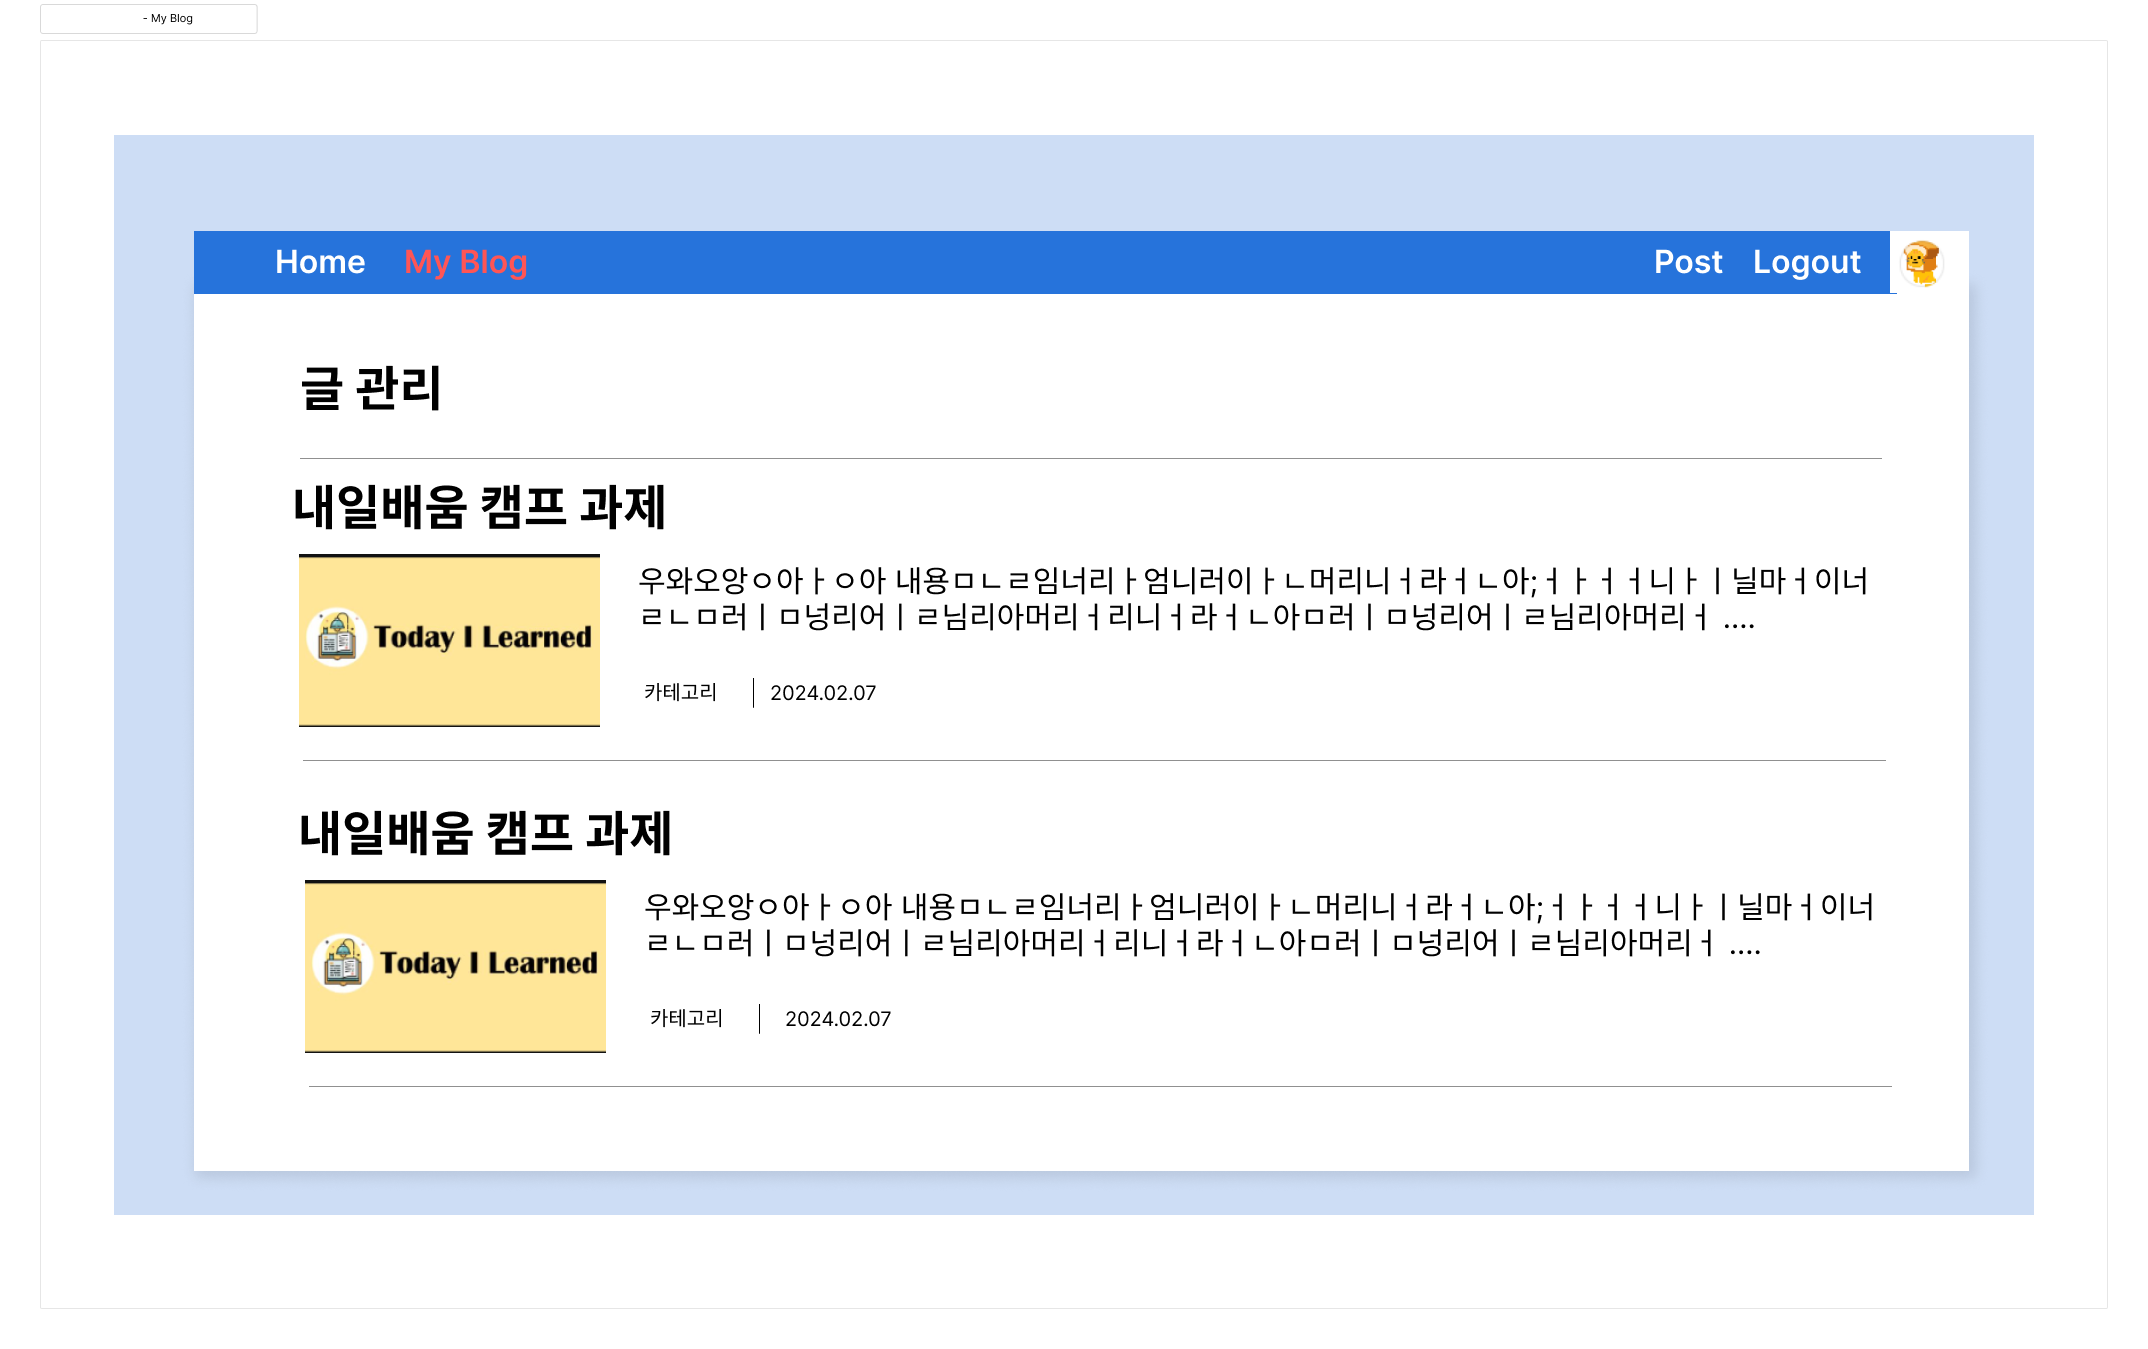 - My Blog
Home My Blog Post Logout
글 관리
내일배움 캠프 과제
Today I Learned
우와오앙ㅇ아ㅏㅇ아 내용ㅁㄴㄹ임너리ㅏ엄니러이ㅏㄴ머리니ㅓ라ㅓㄴ아;ㅓㅏㅓㅓ니ㅏㅣ닐마ㅓ이너
ㄹㄴㅁ러ㅣㅁ넝리어ㅣㄹ님리아머리ㅓ리니ㅓ라ㅓㄴ아ㅁ러ㅣㅁ넝리어ㅣㄹ님리아머리ㅓ ....
카테고리 2024.02.07
내일배움 캠프 과제
Today I Learned
우와오앙ㅇ아ㅏㅇ아 내용ㅁㄴㄹ임너리ㅏ엄니러이ㅏㄴ머리니ㅓ라ㅓㄴ아;ㅓㅏㅓㅓ니ㅏㅣ닐마ㅓ이너
ㄹㄴㅁ러ㅣㅁ넝리어ㅣㄹ님리아머리ㅓ리니ㅓ라ㅓㄴ아ㅁ러ㅣㅁ넝리어ㅣㄹ님리아머리ㅓ ....
카테고리 2024.02.07